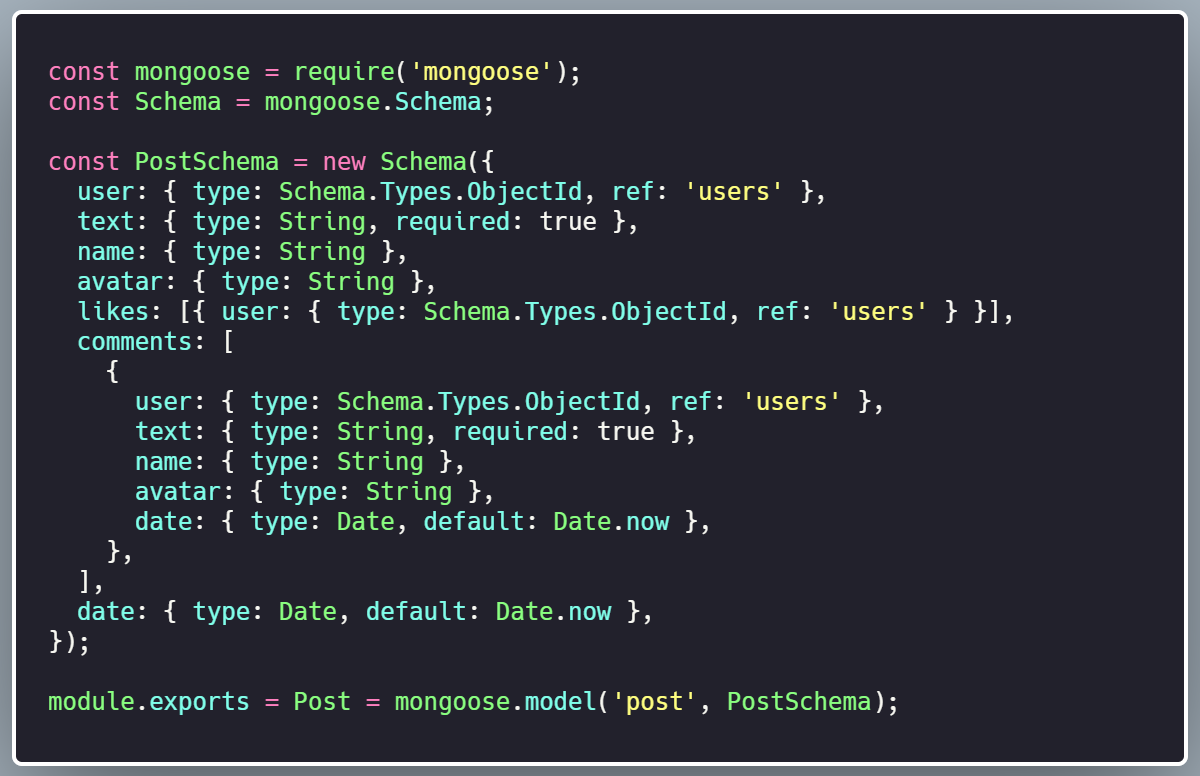 const mongoose = require('mongoose');
const Schema = mongoose.Schema;

const PostSchema = new Schema({
  user: { type: Schema.Types.ObjectId, ref: 'users' },
  text: { type: String, required: true },
  name: { type: String },
  avatar: { type: String },
  likes: [{ user: { type: Schema.Types.ObjectId, ref: 'users' } }],
  comments: [
    {
      user: { type: Schema.Types.ObjectId, ref: 'users' },
      text: { type: String, required: true },
      name: { type: String },
      avatar: { type: String },
      date: { type: Date, default: Date.now },
    },
  ],
  date: { type: Date, default: Date.now },
});

module.exports = Post = mongoose.model('post', PostSchema);